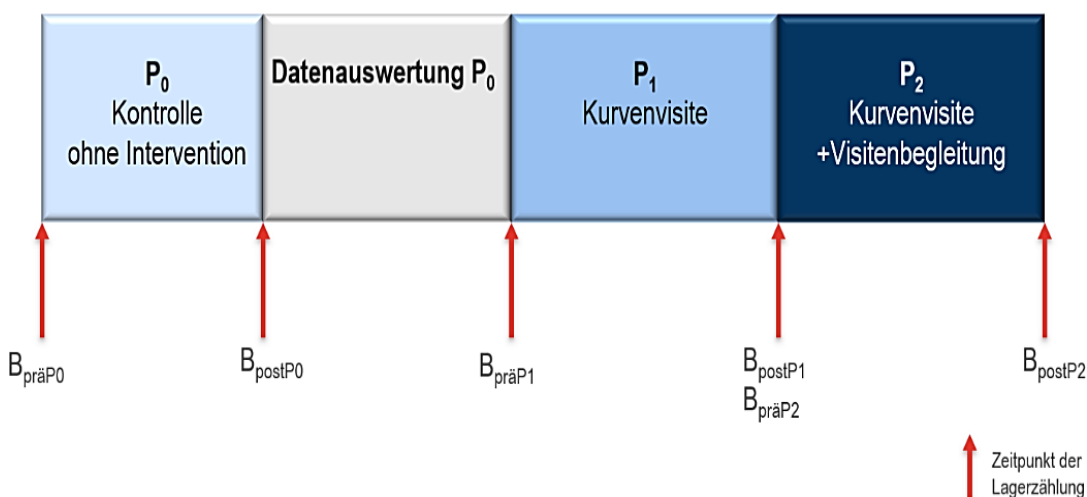 P₀
Kontrolle
ohne Intervention
Datenauswertung P₀
P₁
Kurvenvisite
P₂
Kurvenvisite
+Visitenbegleitung
BpräP0
BpostP0
BpräP1
BpostP1
BpräP2
BpostP2
Zeitpunkt der
Lagerzählung